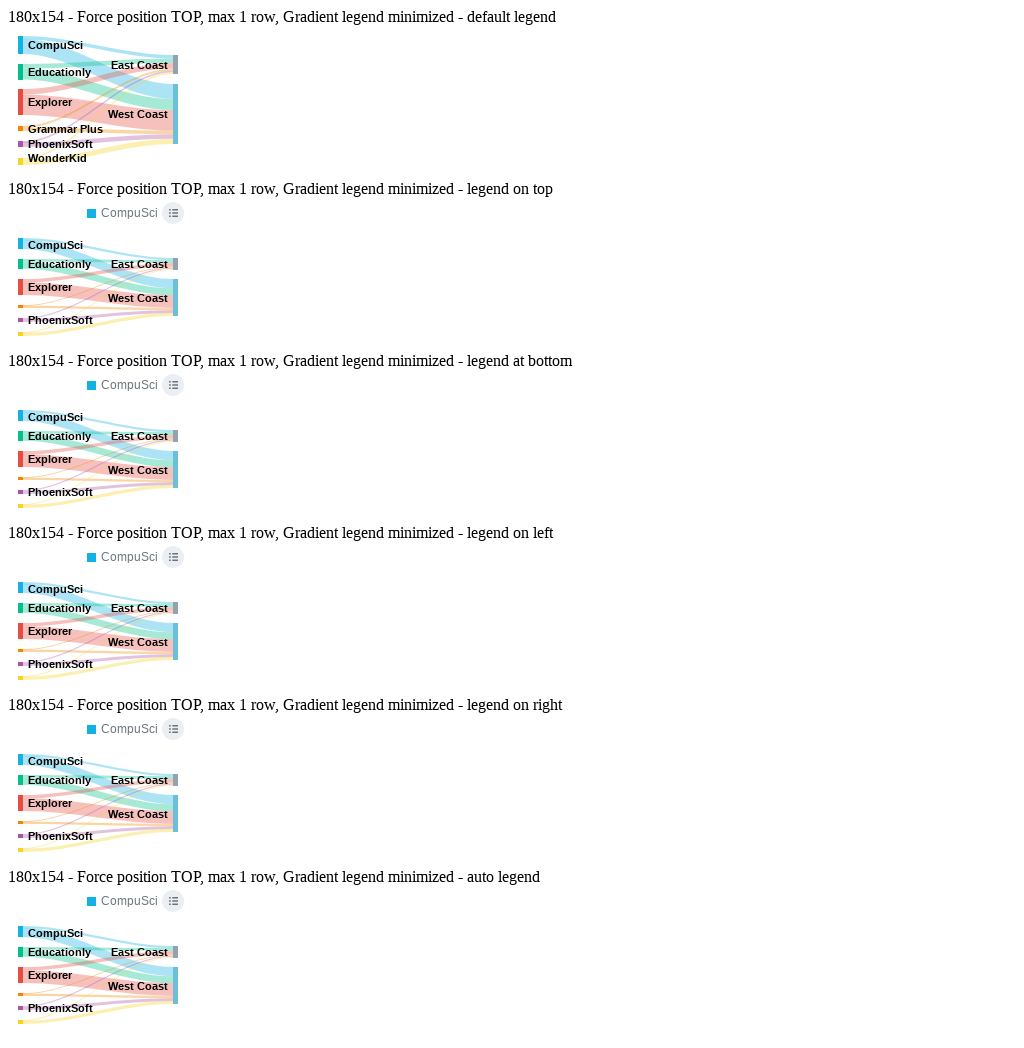 180x154 - Force position TOP, max 1 row, Gradient legend minimized - default legend
CompuSci
East Coast
Educationly
Explorer
West Coast
Grammar Plus
PhoenixSoft
WonderKid
180x154 - Force position TOP, max 1 row, Gradient legend minimized - legend on top
CompuSci
CompuSci
Educationly East Coast
Explorer
West Coast
PhoenixSoft
180x154 - Force position TOP, max 1 row, Gradient legend minimized - legend at bottom
CompuSci
CompuSci
Educationly East Coast
Explorer
West Coast
PhoenixSoft
180x154 - Force position TOP, max 1 row, Gradient legend minimized - legend on left
CompuSci
CompuSci
Educationly East Coast
Explorer
West Coast
PhoenixSoft
180x154 - Force position TOP, max 1 row, Gradient legend minimized - legend on right
CompuSci
CompuSci
Educationly East Coast
Explorer
West Coast
PhoenixSoft
180x154 - Force position TOP, max 1 row, Gradient legend minimized - auto legend
CompuSci
CompuSci
Educationly East Coast
Explorer
West Coast
PhoenixSoft